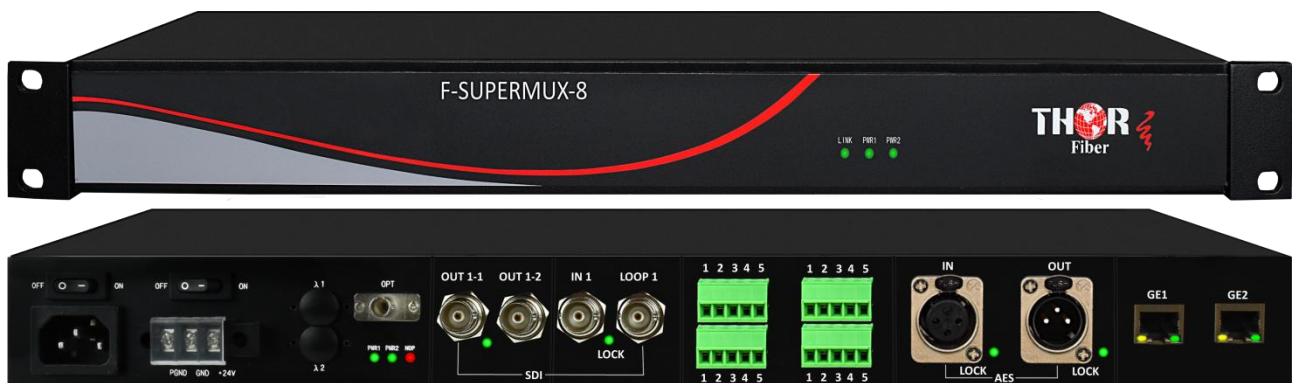 F-SUPERMUX-8
THOR
Fiber
LINK PWR1 PWR2
OFF ON OFF ON
λ1
OPT
OUT 1-1 OUT 1-2 IN 1 LOOP 1
1 2 3 4 5 1 2 3 4 5
IN OUT
GE1 GE2
PWR1 PWR2 NOP
LOCK
PGND GND +24V
λ2
SDI
1 2 3 4 5 1 2 3 4 5
LOCK AES LOCK